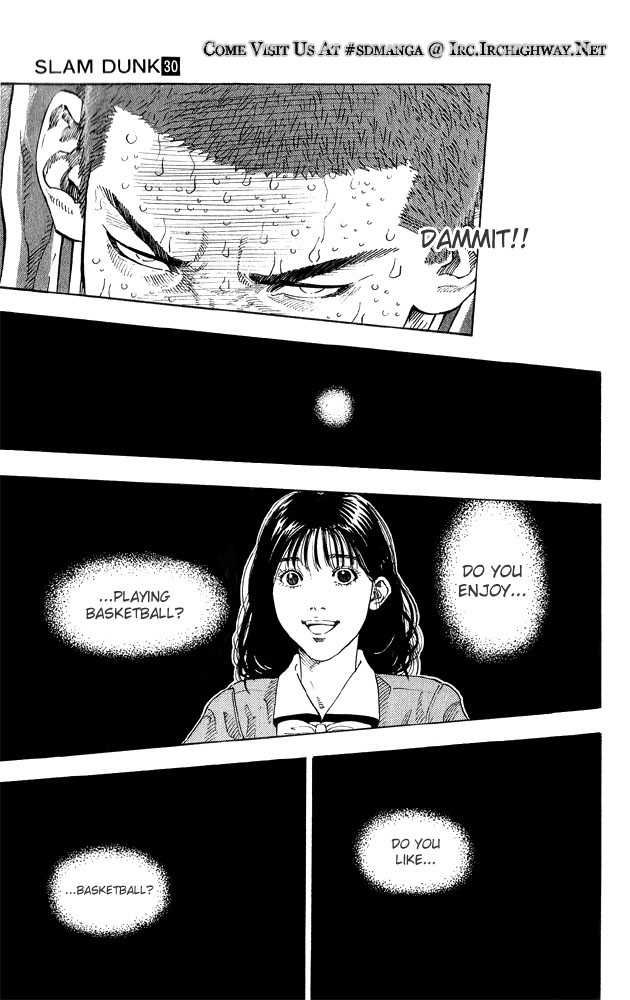 COME VISIT US AT #SDMANGA @ IRC.IRCHIGHWAY.NET
SLAM DUNK 30
DAMMIT!!
DO YOU
ENJOY...
...PLAYING
BASKETBALL?
DO YOU
LIKE...
...BASKETBALL?